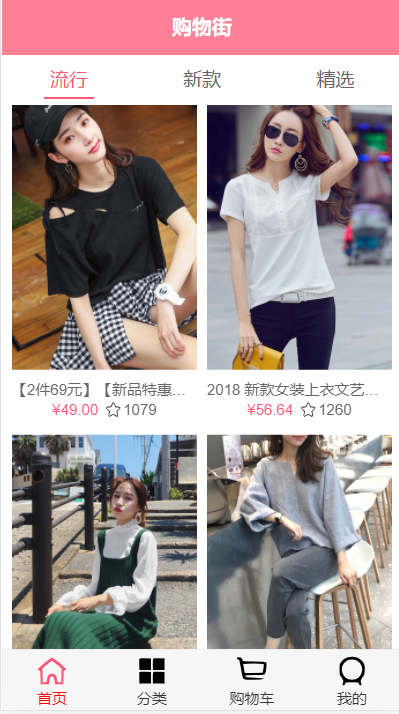 购物街
流行 新款 精选
【2件69元】【新品特惠...
¥49.00 1079
2018 新款女装上衣文艺...
¥56.64 1260
首页 分类 购物车 我的